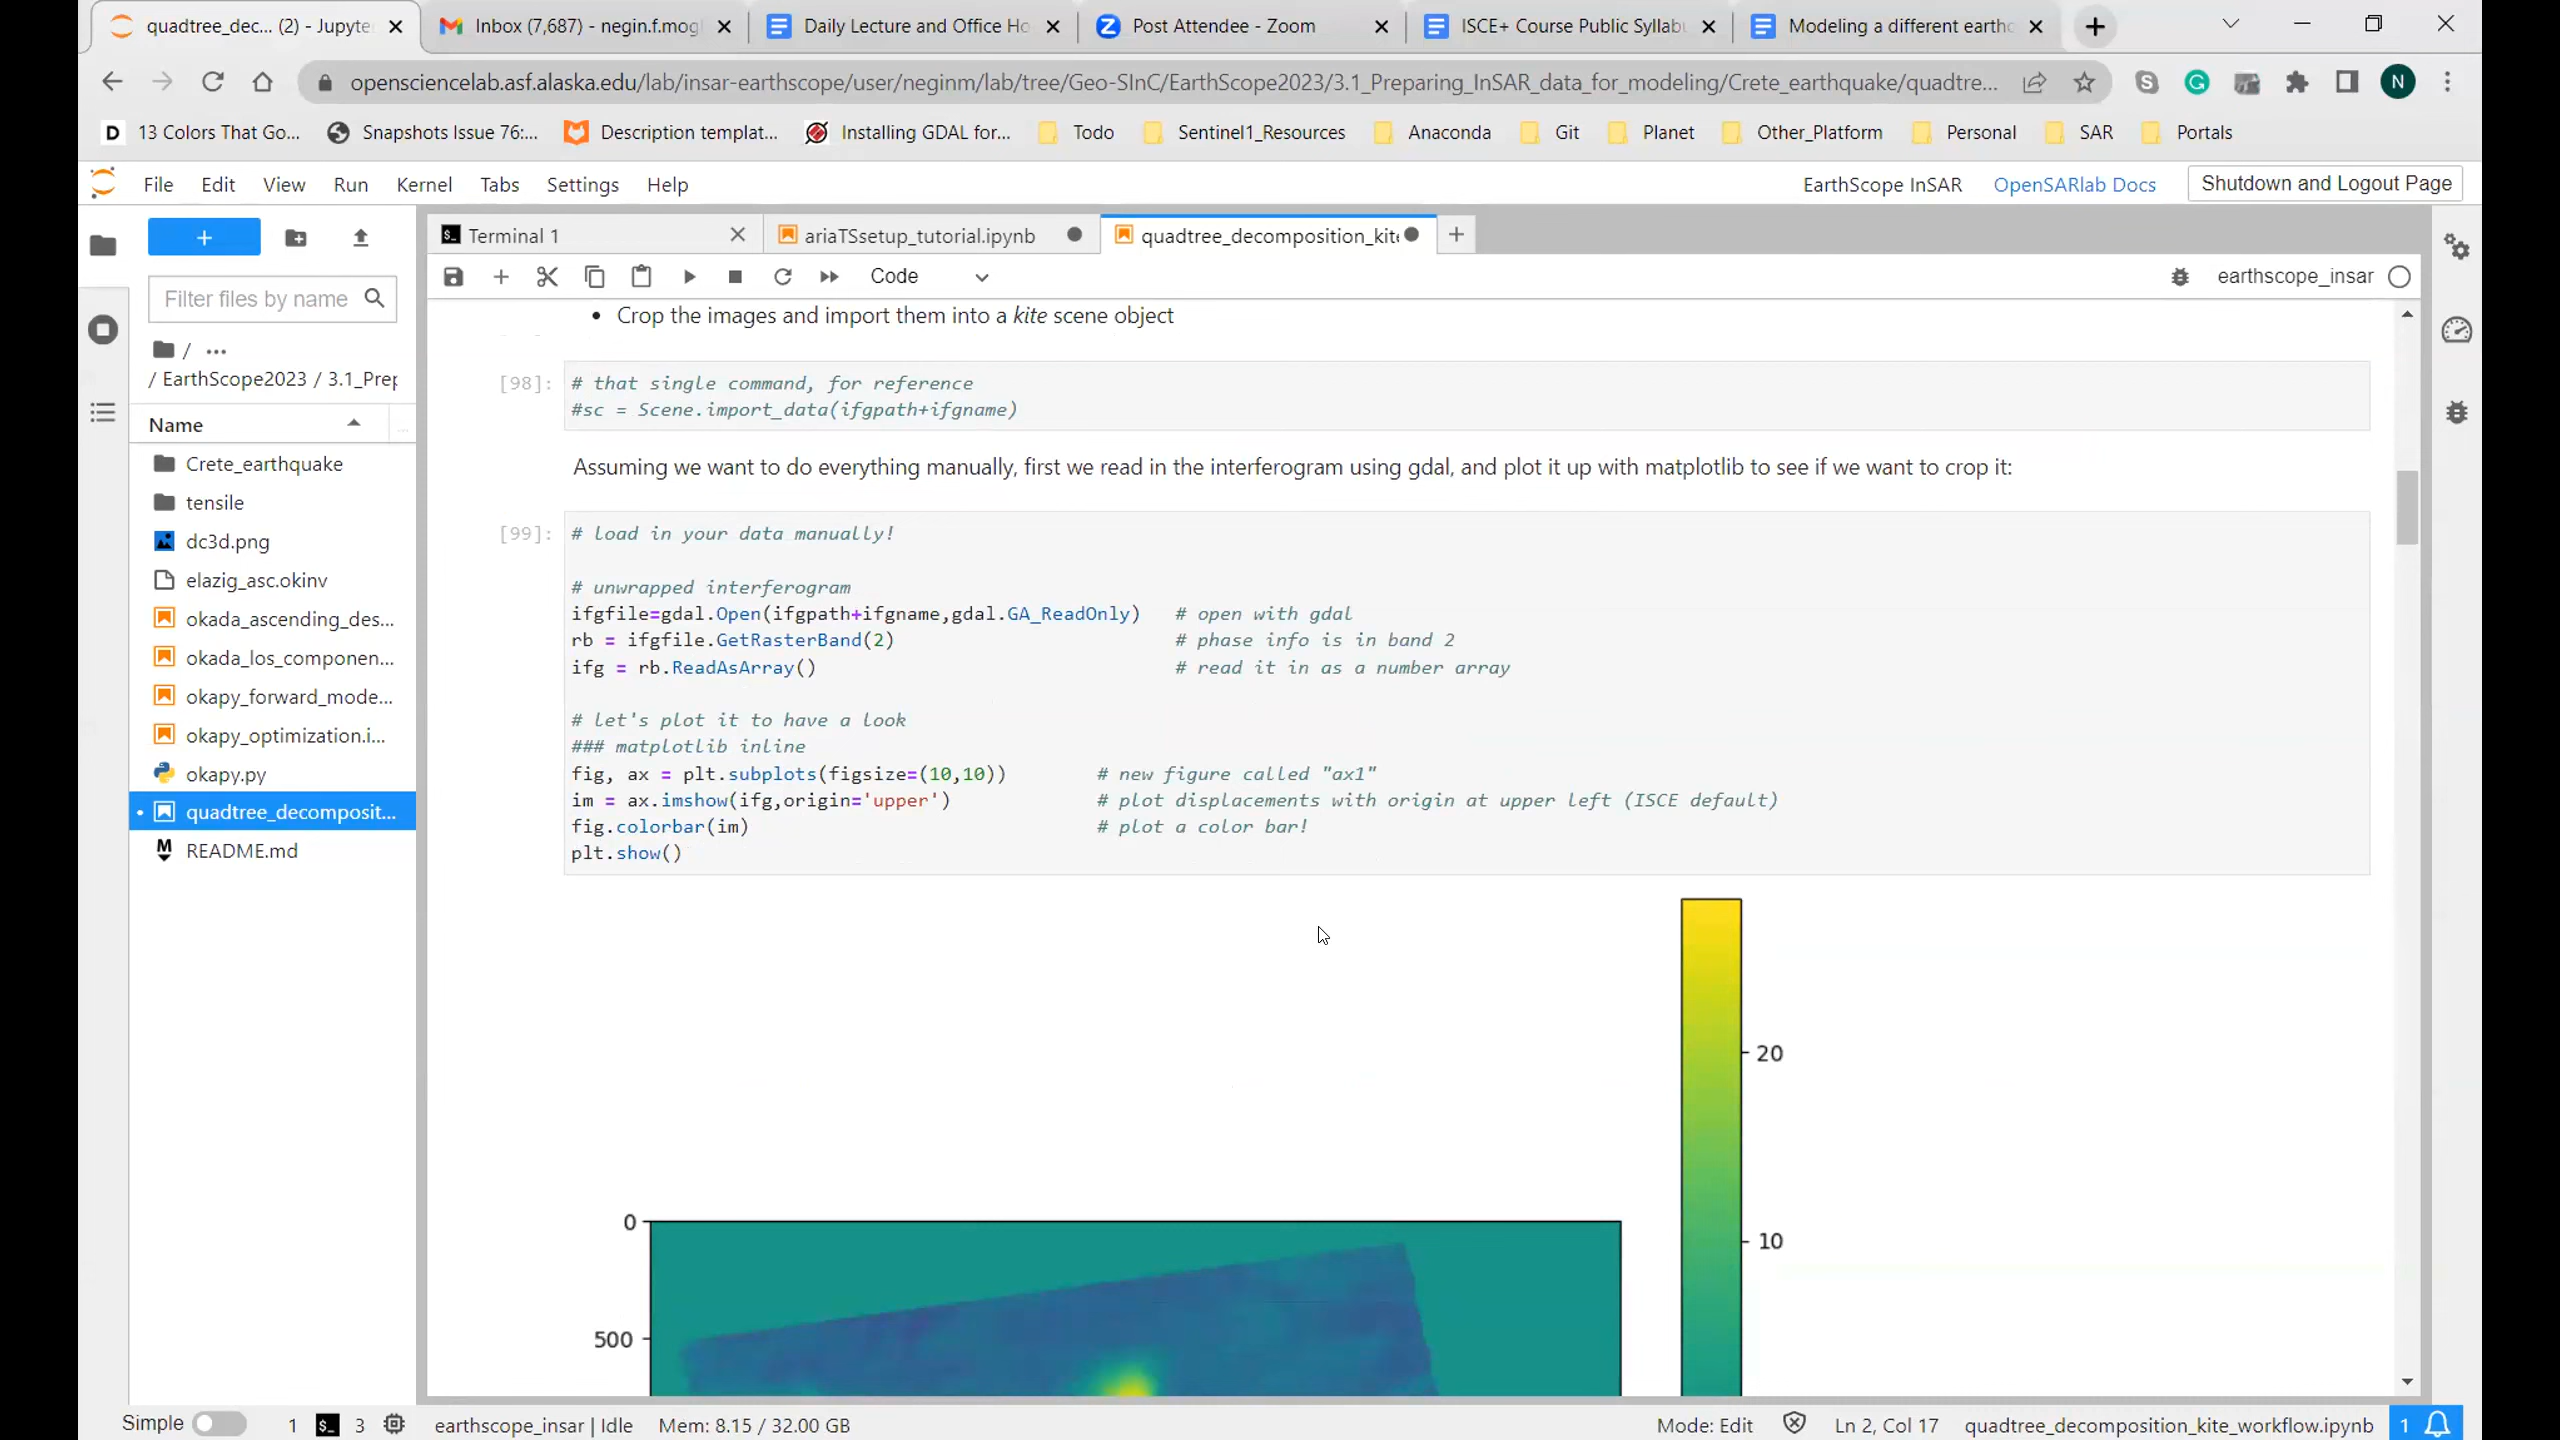 quadtree_dec... (2) - Jupyte
Inbox (7,687) - negin.f.mog
Daily Lecture and Office Ho
Post Attendee - Zoom
ISCE+ Course Public Syllab
Modeling a different eartho
opensciencelab.asf.alaska.edu/lab/insar-earthscope/user/neginm/lab/tree/Geo-SInC/EarthScope2023/3.1_Preparing_InSAR_data_for_modeling/Crete_earthquake/quadtre...
N
D 13 Colors That Go...
Snapshots Issue 76:...
Description templat...
Installing GDAL for...
Todo
Sentinel1_Resources
Anaconda
Git
Planet
Other_Platform
Personal
SAR
Portals
File Edit View Run Kernel Tabs Settings Help
EarthScope InSAR
OpenSARlab Docs
Shutdown and Logout Page
Terminal 1
ariaTSsetup_tutorial.ipynb
quadtree_decomposition_kit
Code
earthscope_insar
Filter files by name
/ ...
/ EarthScope2023 / 3.1_Prep
Name
Crete_earthquake
tensile
dc3d.png
elazig_asc.okinv
okada_ascending_des...
okada_los_componen...
okapy_forward_mode...
okapy_optimization.i...
okapy.py
quadtree_decomposit...
README.md
• Crop the images and import them into a kite scene object
[98]: # that single command, for reference
#sc = Scene.import_data(ifgpath+ifgname)
Assuming we want to do everything manually, first we read in the interferogram using gdal, and plot it up with matplotlib to see if we want to crop it:
[99]: # load in your data manually!
# unwrapped interferogram
ifgfile=gdal.Open(ifgpath+ifgname,gdal.GA_ReadOnly) # open with gdal
rb = ifgfile.GetRasterBand(2) # phase info is in band 2
ifg = rb.ReadAsArray() # read it in as a number array
# let's plot it to have a look
### matplotlib inline
fig, ax = plt.subplots(figsize=(10,10)) # new figure called "ax1"
im = ax.imshow(ifg,origin='upper') # plot displacements with origin at upper left (ISCE default)
fig.colorbar(im) # plot a color bar!
plt.show()
20
10
0
500
Simple
1
3
earthscope_insar | Idle
Mem: 8.15 / 32.00 GB
Mode: Edit
Ln 2, Col 17
quadtree_decomposition_kite_workflow.ipynb
1